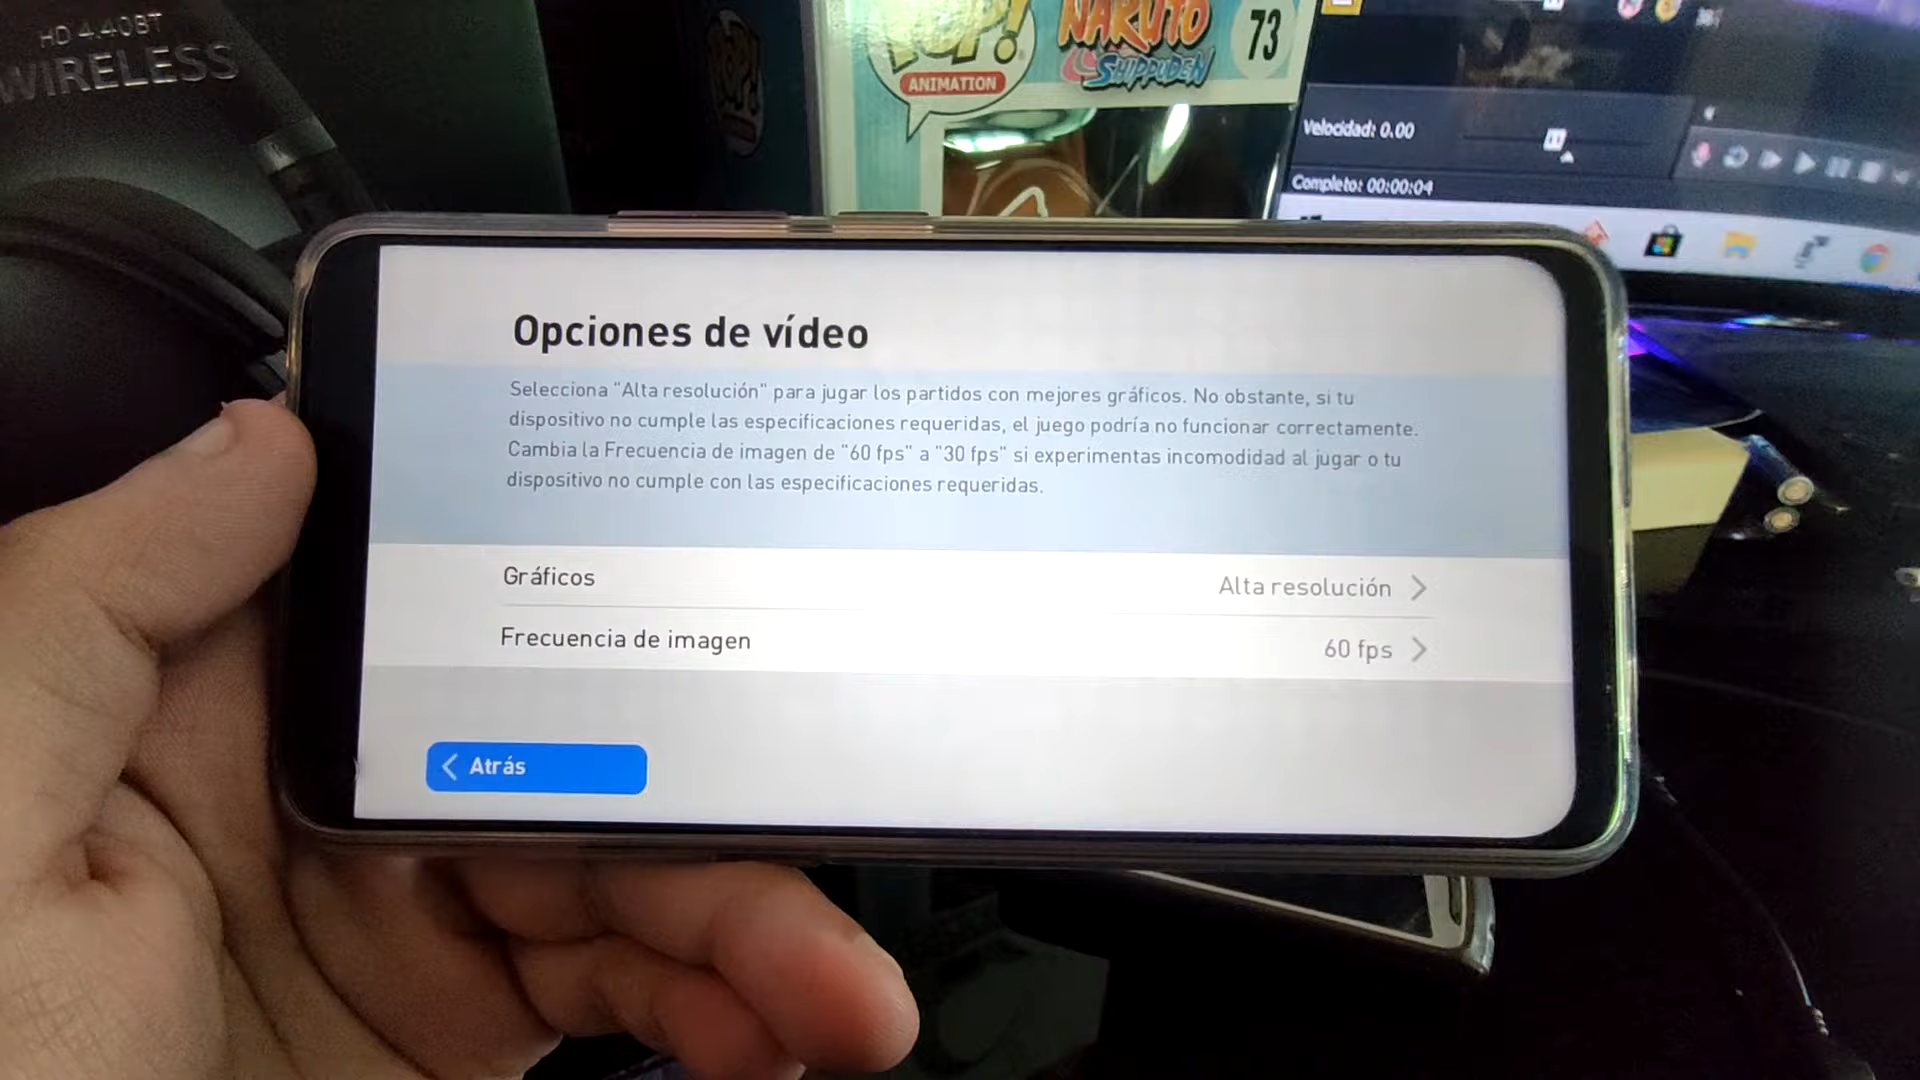 HD 4.40BT
WIRELESS
POP!
ANIMATION
NARUTO
SHIPPUDEN
73
Velocidad: 0.00
Completo: 00:00:04
Opciones de vídeo
Selecciona "Alta resolución" para jugar los partidos con mejores gráficos. No obstante, si tu
dispositivo no cumple las especificaciones requeridas, el juego podría no funcionar correctamente.
Cambia la Frecuencia de imagen de "60 fps" a "30 fps" si experimentas incomodidad al jugar o tu
dispositivo no cumple con las especificaciones requeridas.
Gráficos
Alta resolución
Frecuencia de imagen
60 fps
Atrás